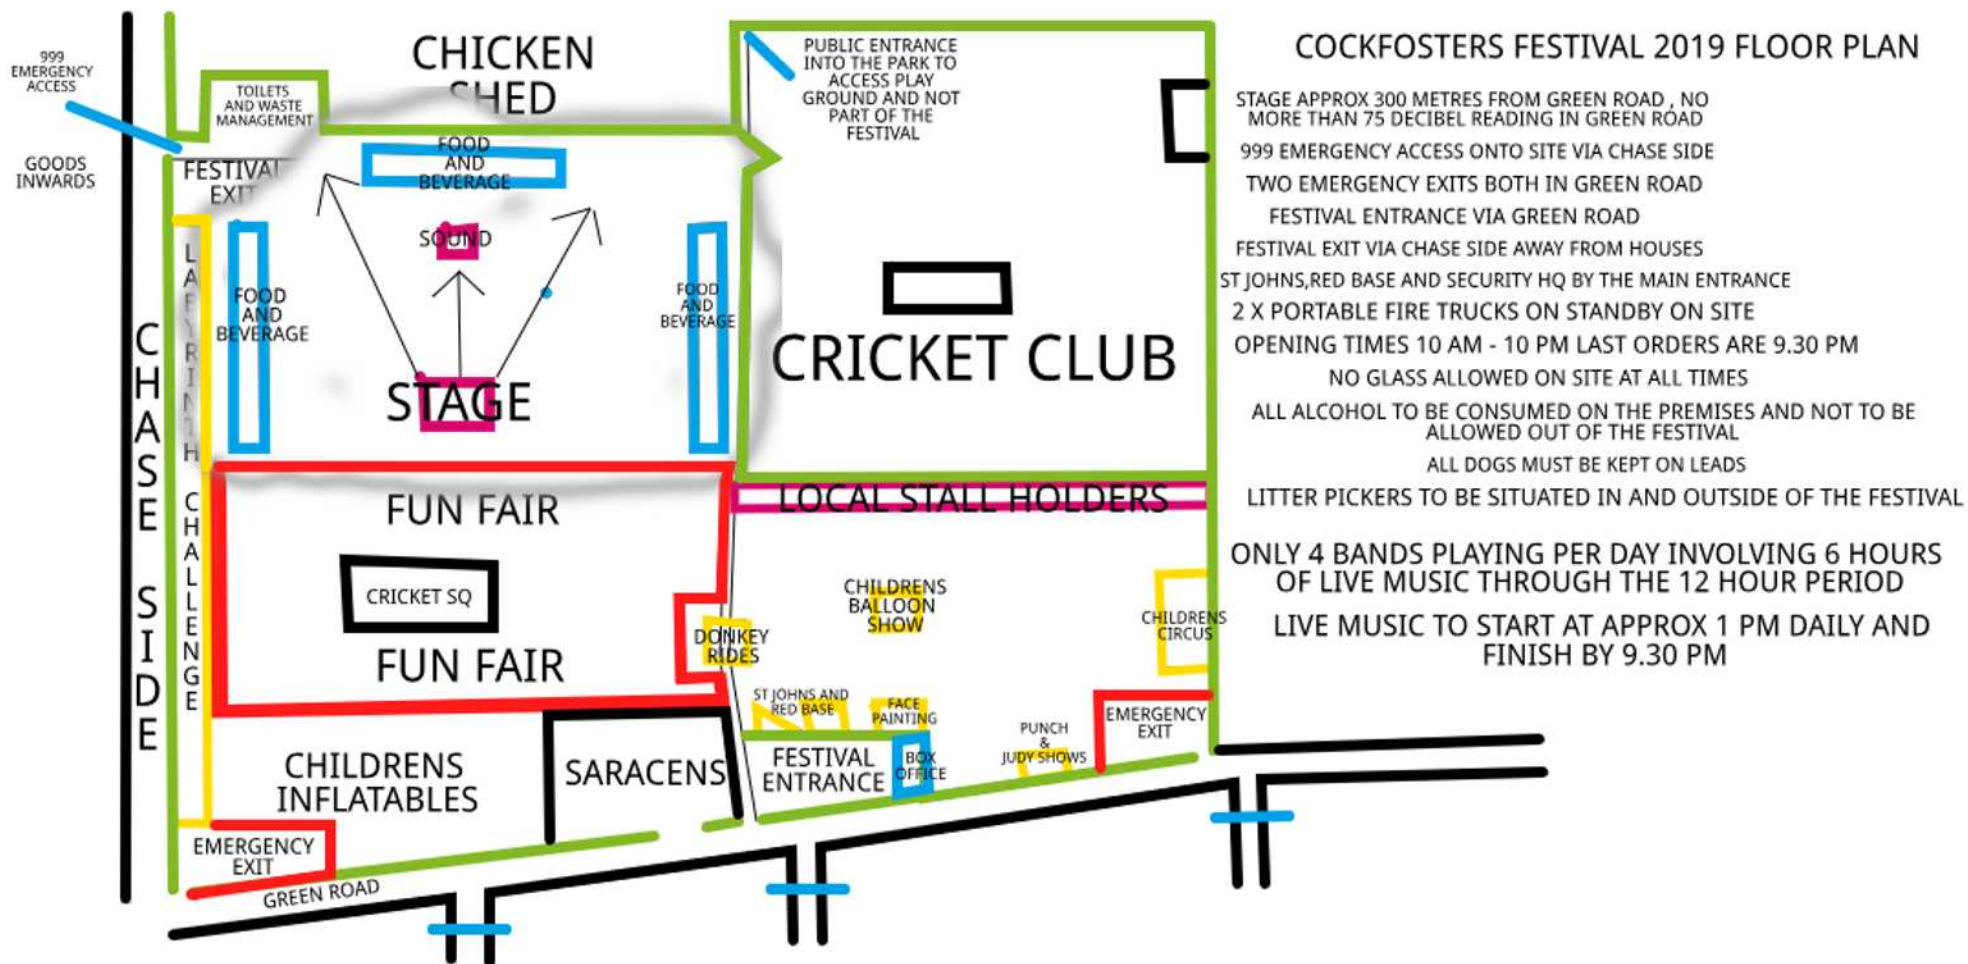 COCKFOSTERS FESTIVAL 2019 FLOOR PLAN
999
EMERGENCY
ACCESS
GOODS
INWARDS
TOILETS
AND WASTE
MANAGEMENT
CHICKEN
SHED
PUBLIC ENTRANCE
INTO THE PARK TO
ACCESS PLAY
GROUND AND NOT
PART OF THE
FESTIVAL
FESTIVAL
EXIT
FOOD
AND
BEVERAGE
SOUND
FOOD
AND
BEVERAGE
FOOD
AND
BEVERAGE
STAGE
CRICKET CLUB
CHASE SIDE
LABYRINTH CHALLENGE
FUN FAIR
CRICKET SQ
FUN FAIR
LOCAL STALL HOLDERS
CHILDRENS
BALLOON
SHOW
CHILDRENS
CIRCUS
DONKEY
RIDES
ST JOHNS AND
RED BASE
FACE
PAINTING
PUNCH
&
JUDY SHOWS
EMERGENCY
EXIT
CHILDRENS
INFLATABLES
SARACENS
FESTIVAL
ENTRANCE
BOX
OFFICE
EMERGENCY
EXIT
GREEN ROAD
STAGE APPROX 300 METRES FROM GREEN ROAD , NO
MORE THAN 75 DECIBEL READING IN GREEN ROAD
999 EMERGENCY ACCESS ONTO SITE VIA CHASE SIDE
TWO EMERGENCY EXITS BOTH IN GREEN ROAD
FESTIVAL ENTRANCE VIA GREEN ROAD
FESTIVAL EXIT VIA CHASE SIDE AWAY FROM HOUSES
ST JOHNS,RED BASE AND SECURITY HQ BY THE MAIN ENTRANCE
2 X PORTABLE FIRE TRUCKS ON STANDBY ON SITE
OPENING TIMES 10 AM - 10 PM LAST ORDERS ARE 9.30 PM
NO GLASS ALLOWED ON SITE AT ALL TIMES
ALL ALCOHOL TO BE CONSUMED ON THE PREMISES AND NOT TO BE
ALLOWED OUT OF THE FESTIVAL
ALL DOGS MUST BE KEPT ON LEADS
LITTER PICKERS TO BE SITUATED IN AND OUTSIDE OF THE FESTIVAL
ONLY 4 BANDS PLAYING PER DAY INVOLVING 6 HOURS
OF LIVE MUSIC THROUGH THE 12 HOUR PERIOD
LIVE MUSIC TO START AT APPROX 1 PM DAILY AND
FINISH BY 9.30 PM